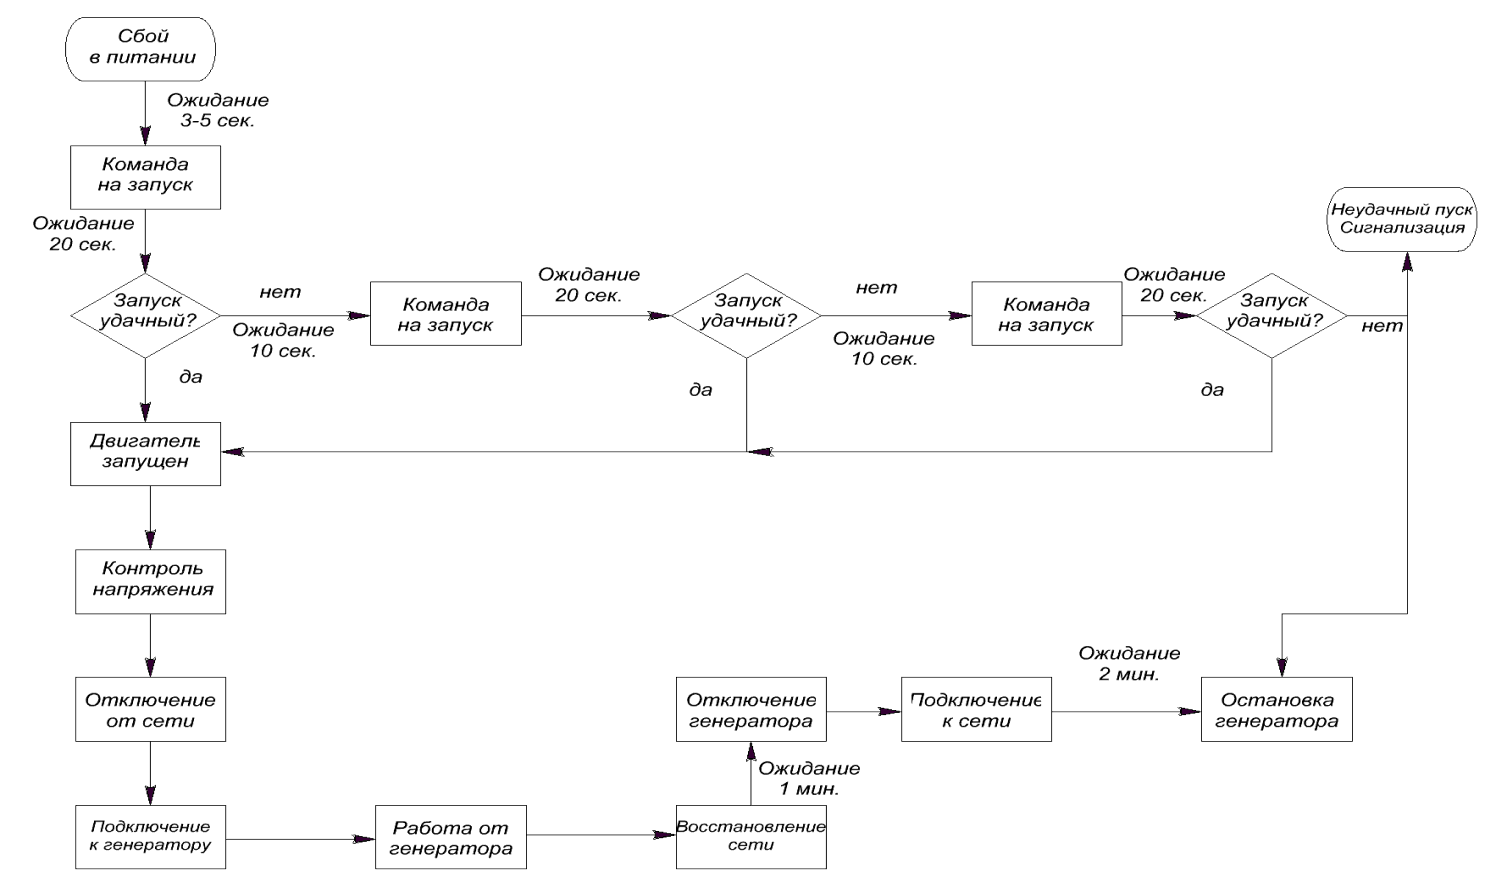 Сбой
в питании
Ожидание
3-5 сек.
Команда
на запуск
Ожидание
20 сек.
Запуск
удачный?
нет
Ожидание
10 сек.
Команда
на запуск
Ожидание
20 сек.
Запуск
удачный?
нет
Ожидание
10 сек.
Команда
на запуск
Ожидание
20 сек.
Запуск
удачный?
нет
Неудачный пуск
Сигнализация
да
да
да
Двигатель
запущен
Контроль
напряжения
Отключение
от сети
Подключение
к генератору
Работа от
генератора
Восстановление
сети
Ожидание
1 мин.
Отключение
генератора
Подключение
к сети
Ожидание
2 мин.
Остановка
генератора